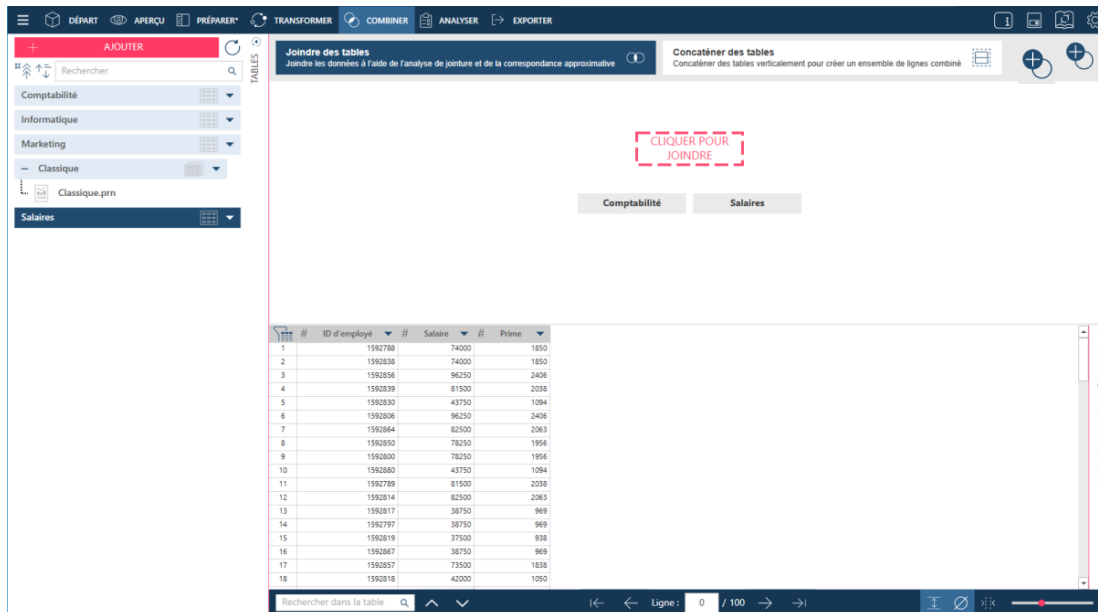 DÉPART APERÇU PRÉPARER* TRANSFORMER COMBINER ANALYSER EXPORTER
AJOUTER
Rechercher
TABLES
Comptabilité
Informatique
Marketing
Classique
Classique.prn
Salaires
Joindre des tables
Joindre les données à l'aide de l'analyse de jointure et de la correspondance approximative
Concaténer des tables
Concaténer des tables verticalement pour créer un ensemble de lignes combiné
CLIQUER POUR
JOINDRE
Comptabilité Salaires
# ID d'employé # Salaire # Prime
1 1592788 74000 1850
2 1592838 74000 1850
3 1592856 96250 2406
4 1592839 81500 2038
5 1592830 43750 1094
6 1592806 96250 2406
7 1592864 82500 2063
8 1592850 78250 1956
9 1592800 78250 1956
10 1592880 43750 1094
11 1592789 81500 2038
12 1592814 82500 2063
13 1592817 38750 969
14 1592797 38750 969
15 1592819 37500 938
16 1592867 38750 969
17 1592857 73500 1838
18 1592818 42000 1050
Rechercher dans la table Ligne : 0 / 100